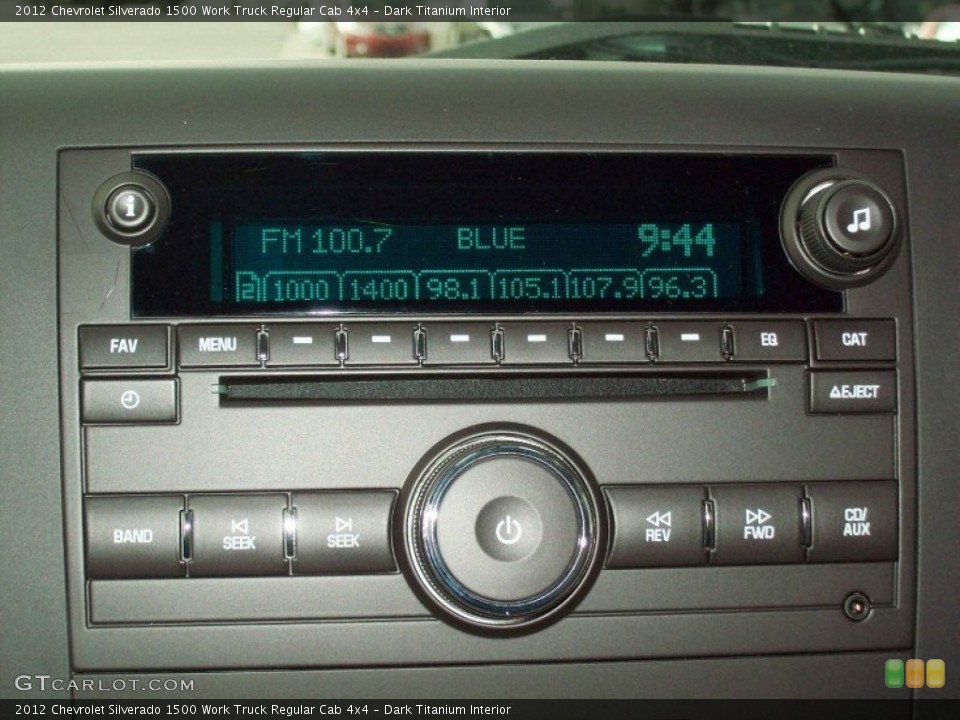 2012 Chevrolet Silverado 1500 Work Truck Regular Cab 4x4 - Dark Titanium Interior
i
FM 100.7 BLUE 9:44
2 1000 1400 98.1 105.1 107.9 96.3
FAV MENU EQ CAT
EJECT
BAND SEEK SEEK REV FWD CD/
AUX
GTCARLOT.COM
2012 Chevrolet Silverado 1500 Work Truck Regular Cab 4x4 - Dark Titanium Interior